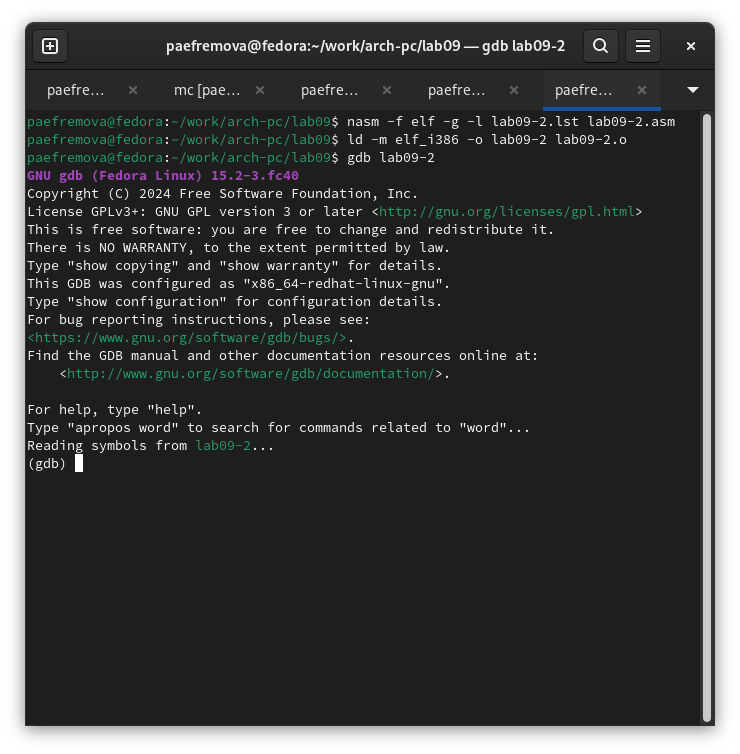 paefremova@fedora:~/work/arch-pc/lab09 — gdb lab09-2
paefre… mc [pae… paefre… paefre… paefre…
paefremova@fedora:~/work/arch-pc/lab09$ nasm -f elf -g -l lab09-2.lst lab09-2.asm
paefremova@fedora:~/work/arch-pc/lab09$ ld -m elf_i386 -o lab09-2 lab09-2.o
paefremova@fedora:~/work/arch-pc/lab09$ gdb lab09-2
GNU gdb (Fedora Linux) 15.2-3.fc40
Copyright (C) 2024 Free Software Foundation, Inc.
License GPLv3+: GNU GPL version 3 or later <http://gnu.org/licenses/gpl.html>
This is free software: you are free to change and redistribute it.
There is NO WARRANTY, to the extent permitted by law.
Type "show copying" and "show warranty" for details.
This GDB was configured as "x86_64-redhat-linux-gnu".
Type "show configuration" for configuration details.
For bug reporting instructions, please see:
<https://www.gnu.org/software/gdb/bugs/>.
Find the GDB manual and other documentation resources online at:
    <http://www.gnu.org/software/gdb/documentation/>.

For help, type "help".
Type "apropos word" to search for commands related to "word"...
Reading symbols from lab09-2...
(gdb)